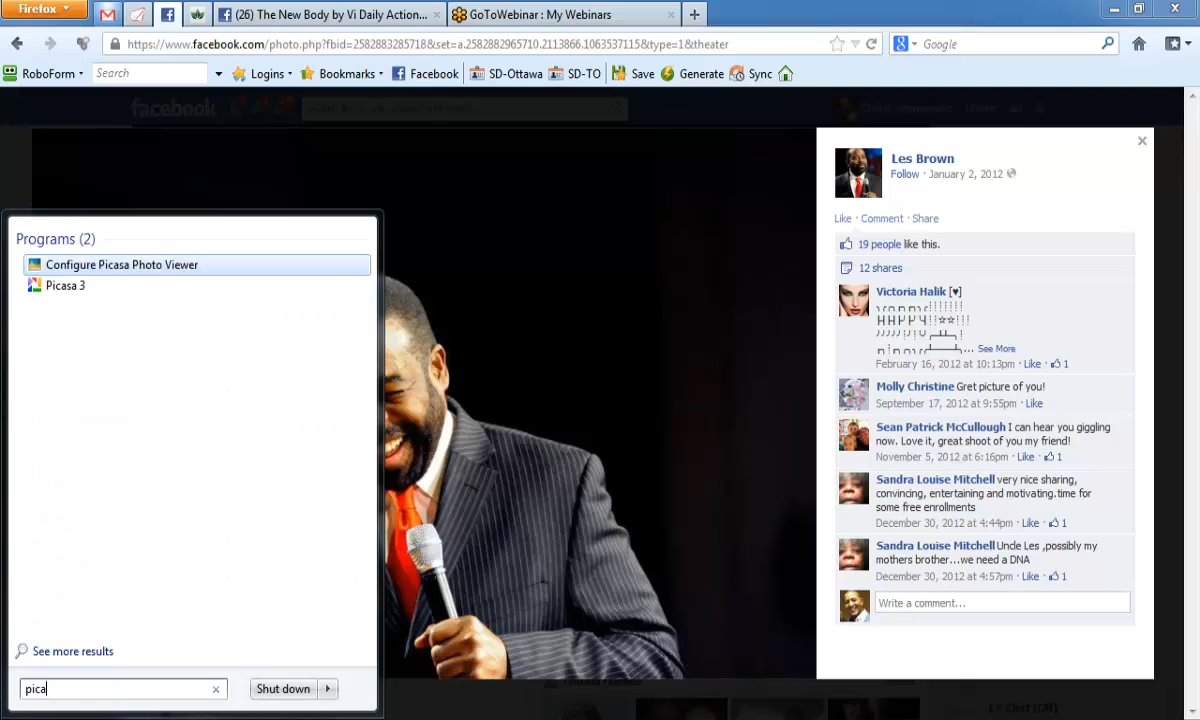 Firefox
(26) The New Body by Vi Daily Action...
GoToWebinar : My Webinars
https://www.facebook.com/photo.php?fbid=2582883285718&set=a.2582882965710.2113866.1063537115&type=1&theater
Google
RoboForm
Search
Logins
Bookmarks
Facebook
SD-Ottawa
SD-TO
Save
Generate
Sync
facebook
Les Brown
Follow · January 2, 2012
Like · Comment · Share
19 people like this.
12 shares
Victoria Halik [♥]
... See More
February 16, 2012 at 10:13pm · Like · 1
Molly Christine Gret picture of you!
September 17, 2012 at 9:55pm · Like
Sean Patrick McCullough I can hear you giggling
now. Love it, great shoot of you my friend!
November 5, 2012 at 6:16pm · Like · 1
Sandra Louise Mitchell very nice sharing,
convincing, entertaining and motivating.time for
some free enrollments
December 30, 2012 at 4:44pm · Like · 1
Sandra Louise Mitchell Uncle Les ,possibly my
mothers brother...we need a DNA
December 30, 2012 at 4:57pm · Like · 1
Write a comment...
Programs (2)
Configure Picasa Photo Viewer
Picasa 3
See more results
pica
Shut down